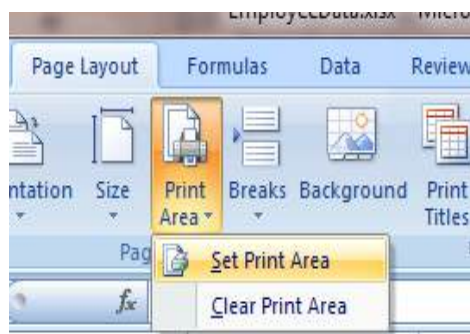 EmployeeData.xlsx - Micro
Page Layout Formulas Data Review
ntation Size Print Area Breaks Background Print Titles
Pag
Set Print Area
fx
Clear Print Area